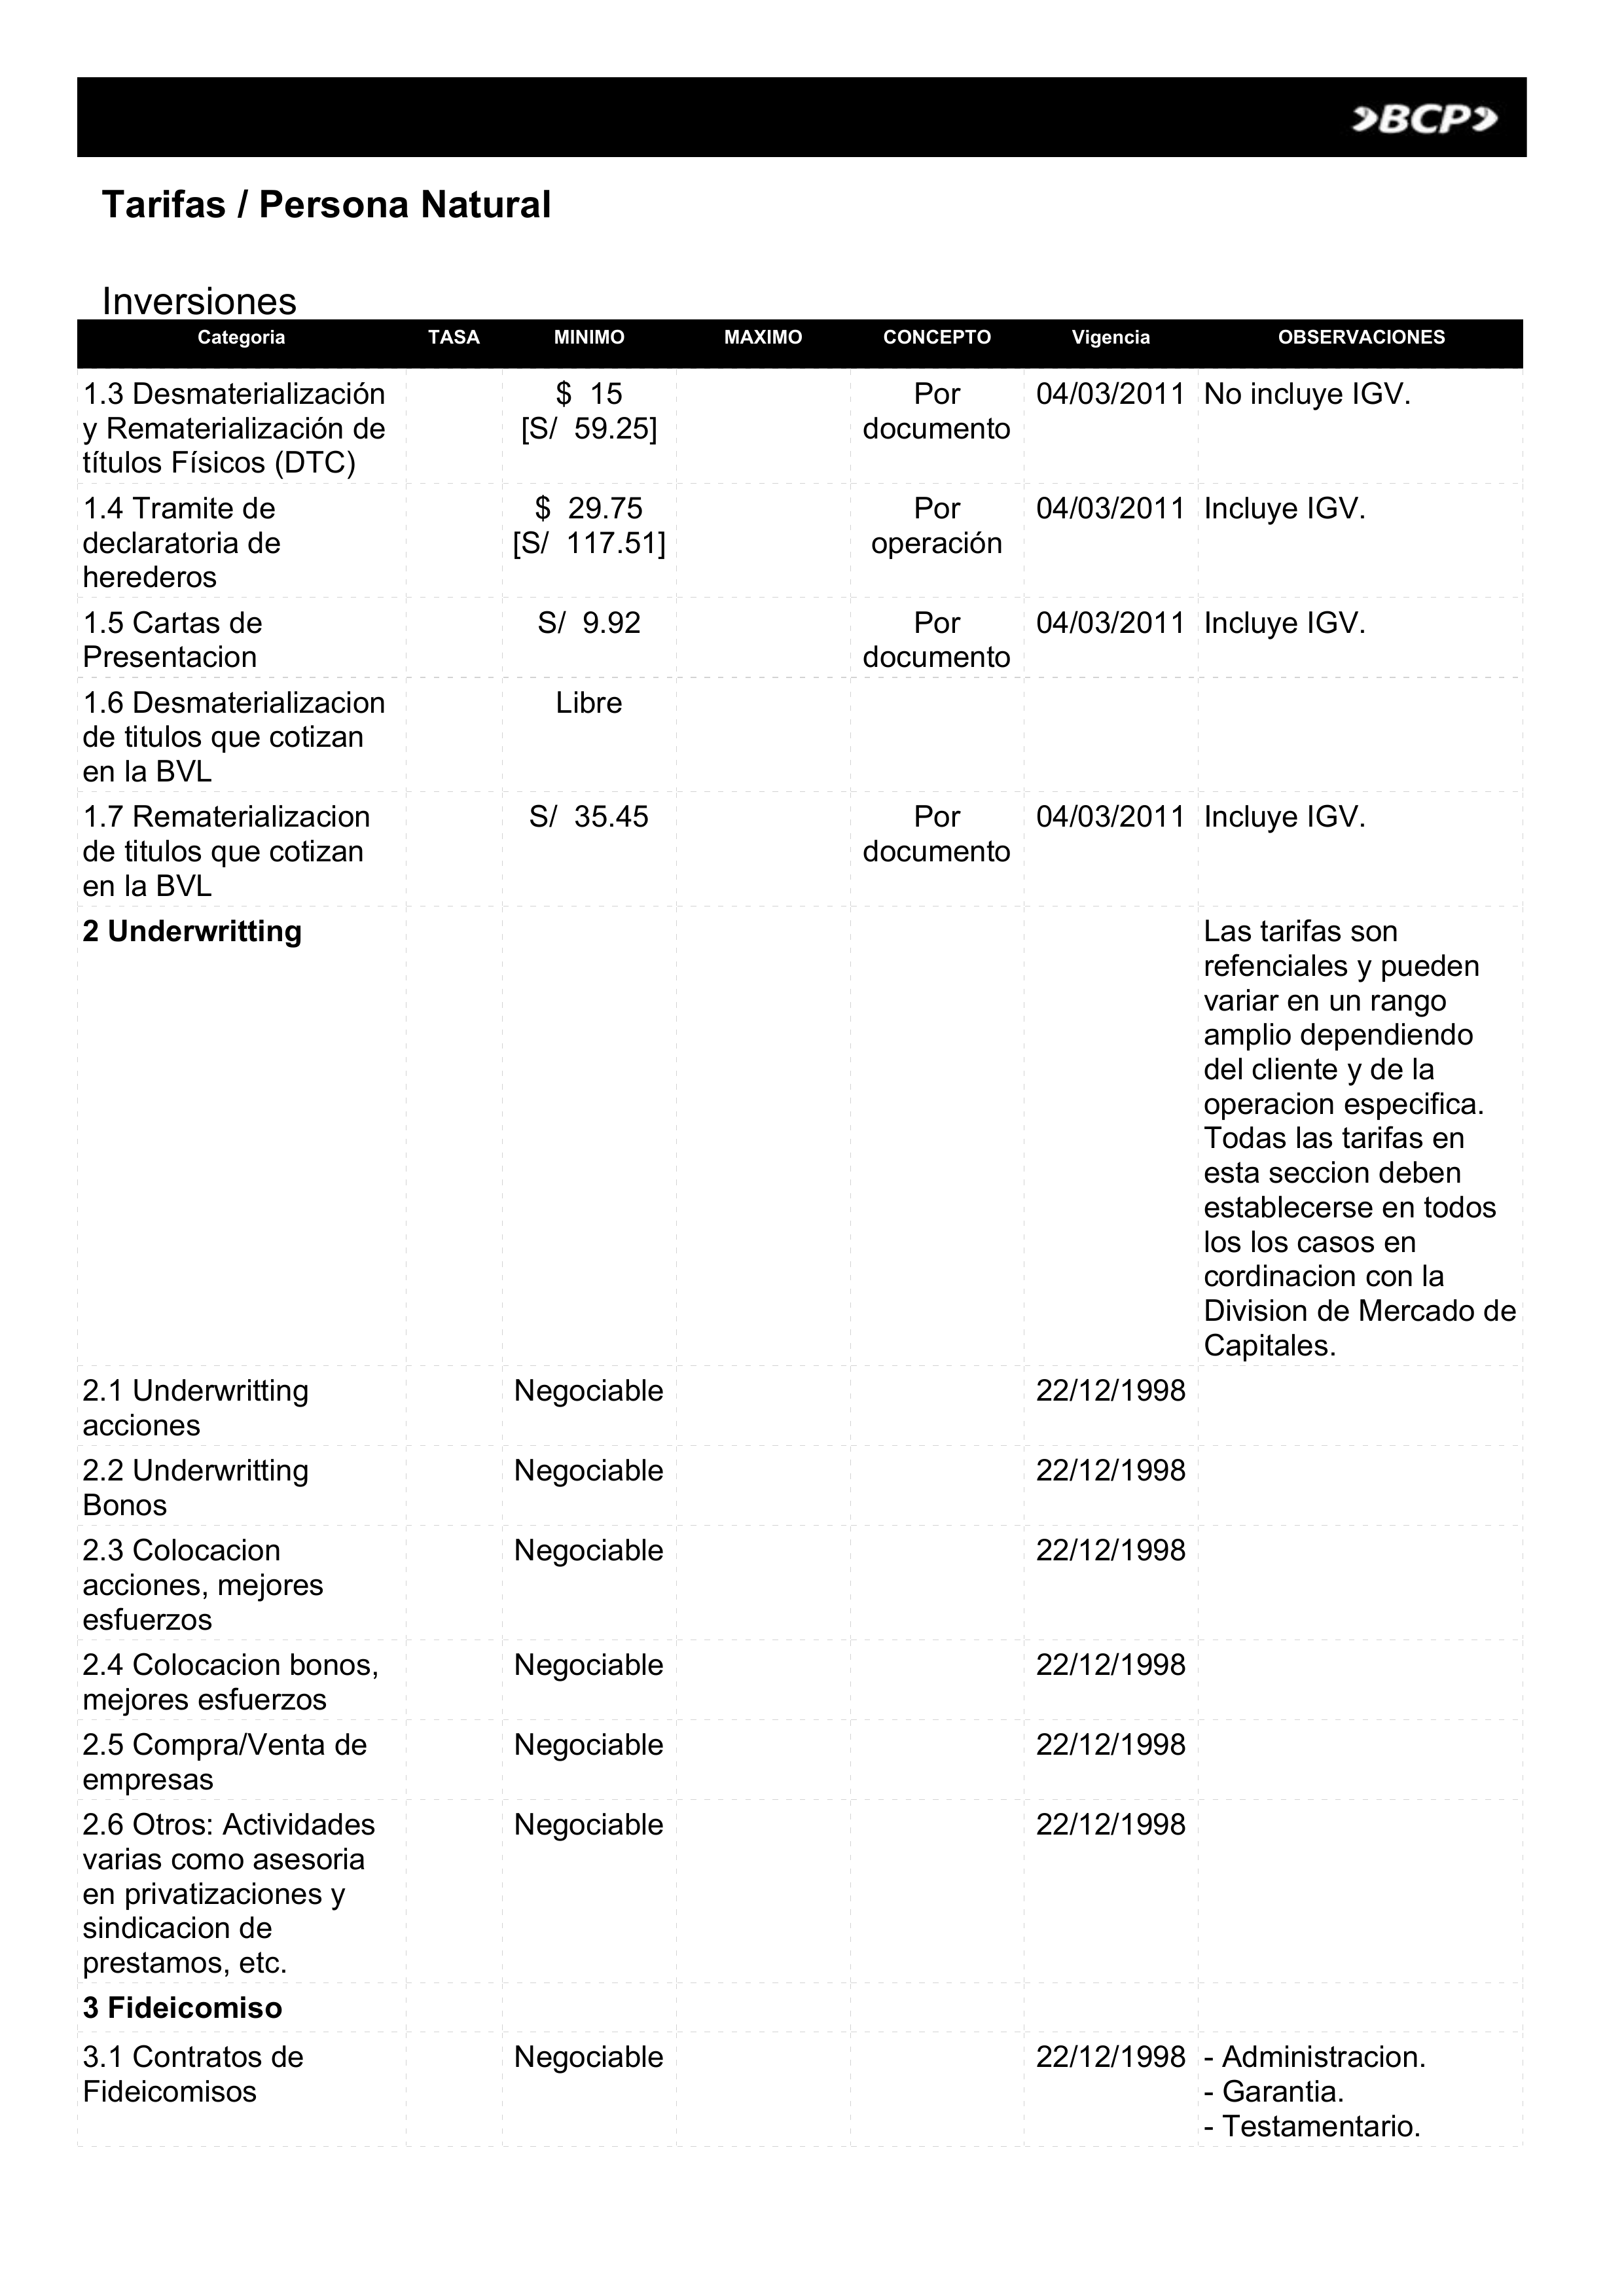 BCP
Tarifas / Persona Natural
Inversiones
Categoria TASA MINIMO MAXIMO CONCEPTO Vigencia OBSERVACIONES
1.3 Desmaterialización $ 15 Por 04/03/2011 No incluye IGV.
y Rematerialización de [S/ 59.25] documento
títulos Físicos (DTC)
1.4 Tramite de $ 29.75 Por 04/03/2011 Incluye IGV.
declaratoria de [S/ 117.51] operación
herederos
1.5 Cartas de S/ 9.92 Por 04/03/2011 Incluye IGV.
Presentacion documento
1.6 Desmaterializacion Libre
de titulos que cotizan
en la BVL
1.7 Rematerializacion S/ 35.45 Por 04/03/2011 Incluye IGV.
de titulos que cotizan documento
en la BVL
2 Underwritting Las tarifas son
refenciales y pueden
variar en un rango
amplio dependiendo
del cliente y de la
operacion especifica.
Todas las tarifas en
esta seccion deben
establecerse en todos
los los casos en
cordinacion con la
Division de Mercado de
Capitales.
2.1 Underwritting Negociable 22/12/1998
acciones
2.2 Underwritting Negociable 22/12/1998
Bonos
2.3 Colocacion Negociable 22/12/1998
acciones, mejores
esfuerzos
2.4 Colocacion bonos, Negociable 22/12/1998
mejores esfuerzos
2.5 Compra/Venta de Negociable 22/12/1998
empresas
2.6 Otros: Actividades Negociable 22/12/1998
varias como asesoria
en privatizaciones y
sindicacion de
prestamos, etc.
3 Fideicomiso
3.1 Contratos de Negociable 22/12/1998 - Administracion.
Fideicomisos - Garantia.
- Testamentario.